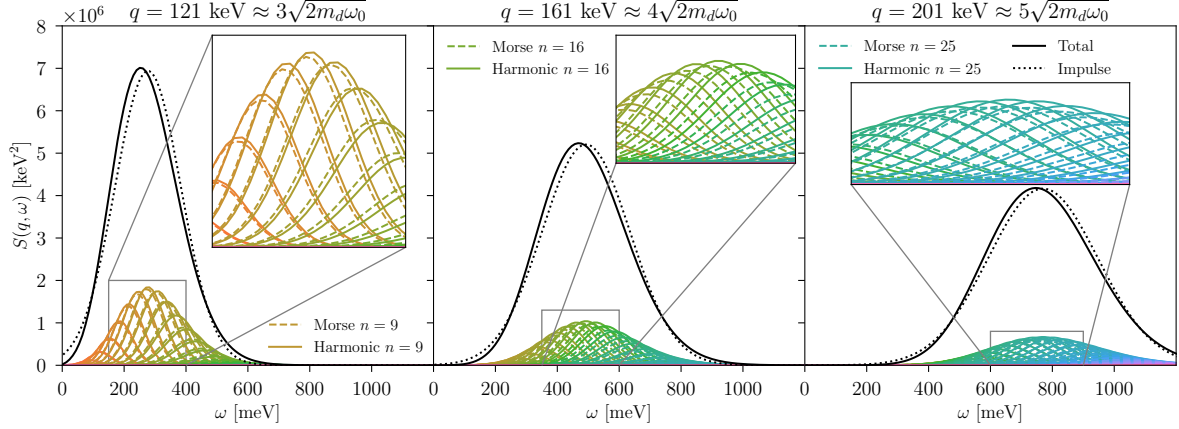 q = 121 keV ≈ 3√2m_dω_0
q = 161 keV ≈ 4√2m_dω_0
q = 201 keV ≈ 5√2m_dω_0
×10⁶
S(q, ω) [keV⁻²]
8
7
6
5
4
3
2
1
0
Morse n = 9
Harmonic n = 9
Morse n = 16
Harmonic n = 16
Morse n = 25
Harmonic n = 25
Total
Impulse
0 200 400 600 800 1000
0 200 400 600 800 1000
0 200 400 600 800 1000
ω [meV]
ω [meV]
ω [meV]